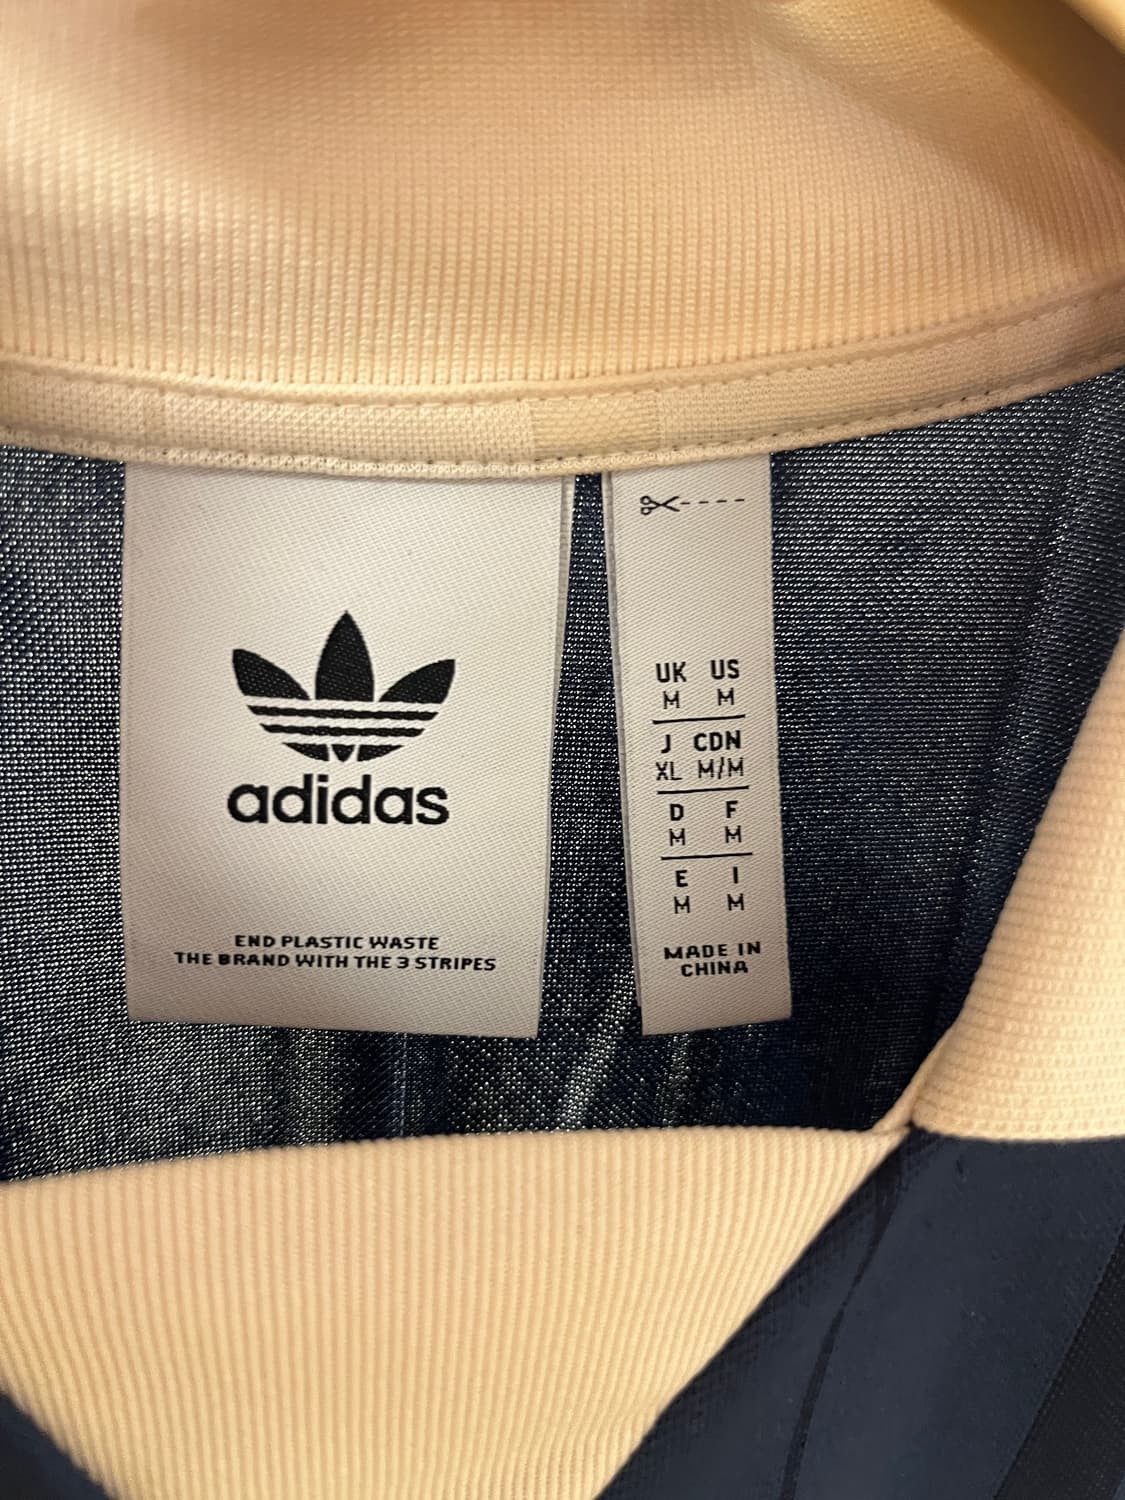 adidas
END PLASTIC WASTE
THE BRAND WITH THE 3 STRIPES
UK US
M M
J CDN
XL M/M
D F
M M
E I
M M
MADE IN
CHINA